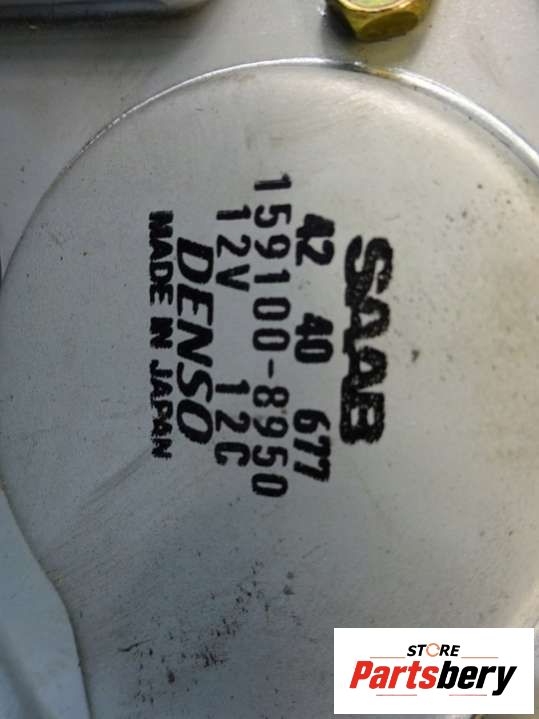 SAAB
42 40 677
159100-8950
12V 12C
DENSO
MADE IN JAPAN
STORE
Partsbery